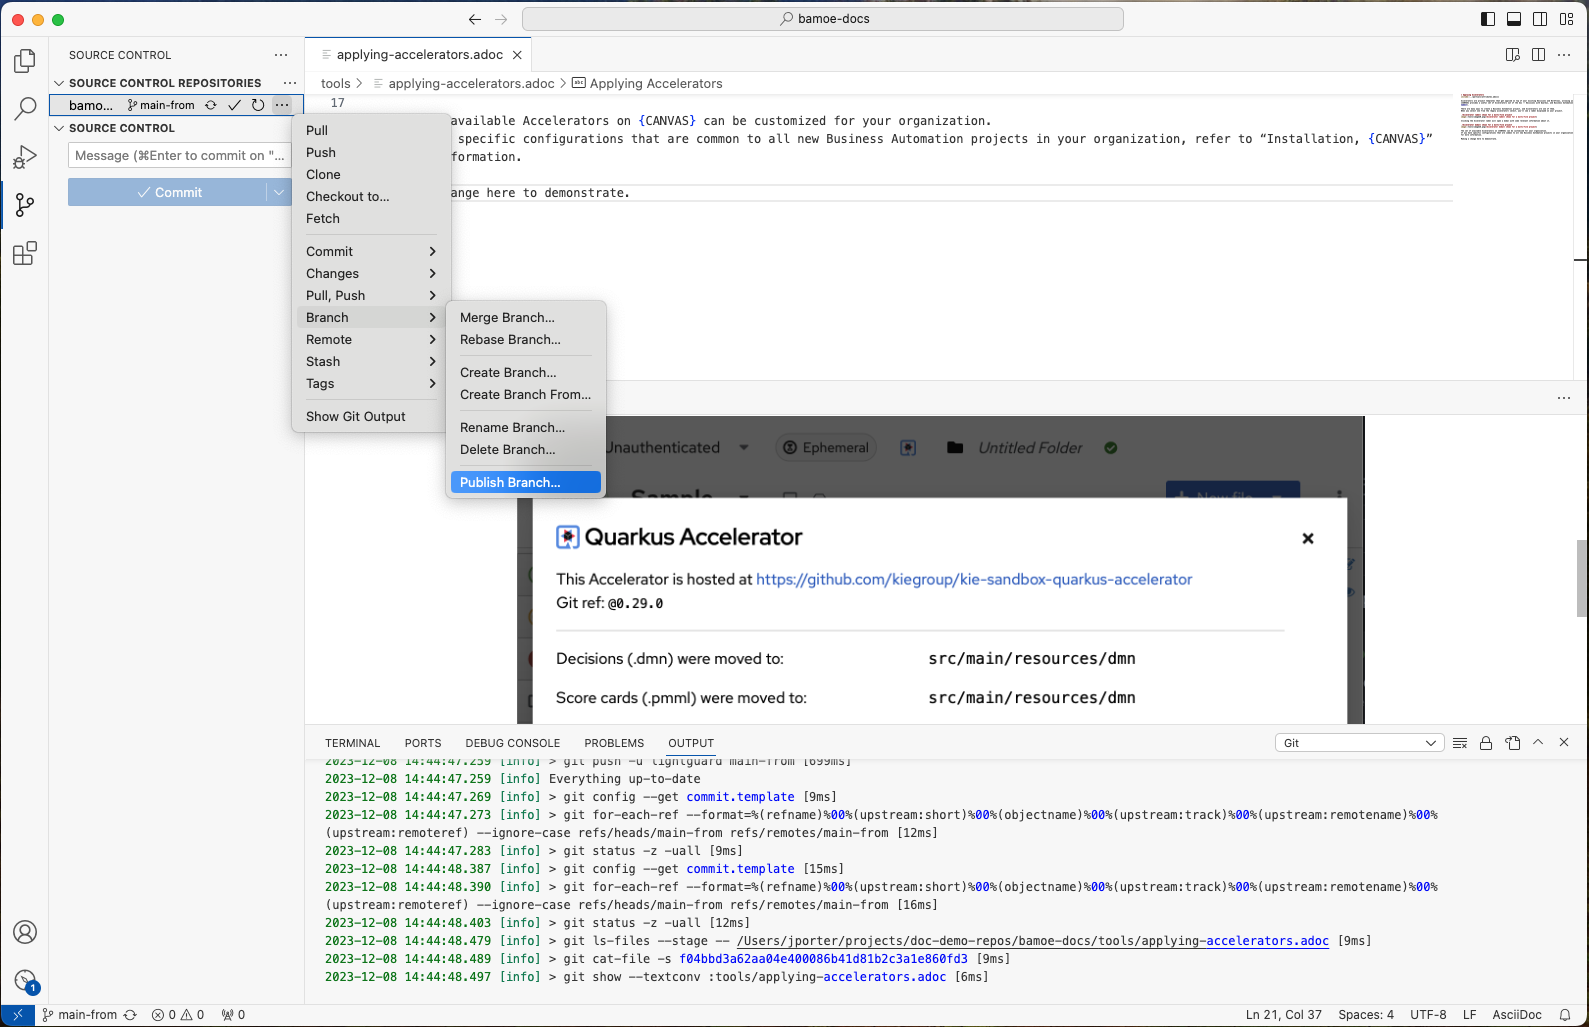 bamoe-docs
SOURCE CONTROL
SOURCE CONTROL REPOSITORIES
bamo... main-from
SOURCE CONTROL
Message (⌘Enter to commit on "...
Commit
Pull
Push
Clone
Checkout to...
Fetch
Commit
Changes
Pull, Push
Branch
Remote
Stash
Tags
Show Git Output
Merge Branch...
Rebase Branch...
Create Branch...
Create Branch From...
Rename Branch...
Delete Branch...
Publish Branch...
applying-accelerators.adoc
tools > applying-accelerators.adoc > Applying Accelerators
17
available Accelerators on {CANVAS} can be customized for your organization.
specific configurations that are common to all new Business Automation projects in your organization, refer to “Installation, {CANVAS}”
formation.
ange here to demonstrate.
Unauthenticated Ephemeral Untitled Folder
Sample New file
Quarkus Accelerator
This Accelerator is hosted at https://github.com/kiegroup/kie-sandbox-quarkus-accelerator
Git ref: @0.29.0
Decisions (.dmn) were moved to: src/main/resources/dmn
Score cards (.pmml) were moved to: src/main/resources/dmn
TERMINAL PORTS DEBUG CONSOLE PROBLEMS OUTPUT
Git
2023-12-08 14:44:47.259 [info] > git push -u lightguard main-from [699ms]
2023-12-08 14:44:47.259 [info] Everything up-to-date
2023-12-08 14:44:47.269 [info] > git config --get commit.template [9ms]
2023-12-08 14:44:47.273 [info] > git for-each-ref --format=%(refname)%00%(upstream:short)%00%(objectname)%00%(upstream:track)%00%(upstream:remotename)%00%
(upstream:remoteref) --ignore-case refs/heads/main-from refs/remotes/main-from [12ms]
2023-12-08 14:44:47.283 [info] > git status -z -uall [9ms]
2023-12-08 14:44:48.387 [info] > git config --get commit.template [15ms]
2023-12-08 14:44:48.390 [info] > git for-each-ref --format=%(refname)%00%(upstream:short)%00%(objectname)%00%(upstream:track)%00%(upstream:remotename)%00%
(upstream:remoteref) --ignore-case refs/heads/main-from refs/remotes/main-from [16ms]
2023-12-08 14:44:48.403 [info] > git status -z -uall [12ms]
2023-12-08 14:44:48.479 [info] > git ls-files --stage -- /Users/jporter/projects/doc-demo-repos/bamoe-docs/tools/applying-accelerators.adoc [9ms]
2023-12-08 14:44:48.489 [info] > git cat-file -s f04bbd3a62aa04e400086b41d81b2c3a1e860fd3 [9ms]
2023-12-08 14:44:48.497 [info] > git show --textconv :tools/applying-accelerators.adoc [6ms]
1
main-from 0 0 0
Ln 21, Col 37 Spaces: 4 UTF-8 LF AsciiDoc